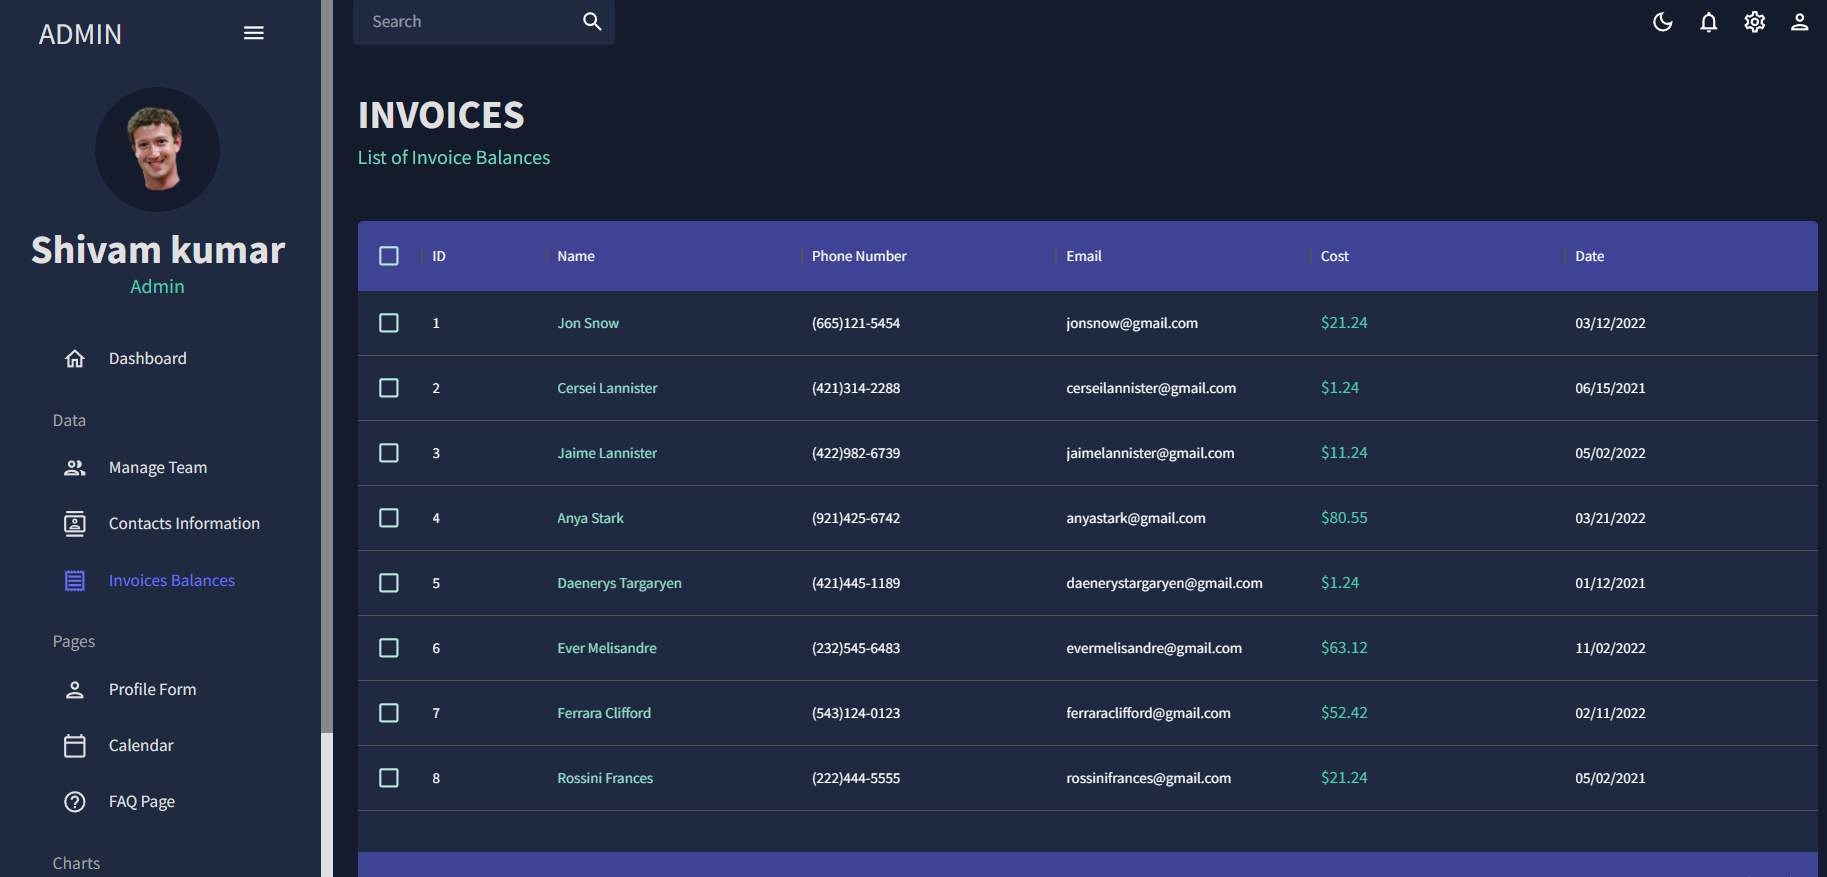 ADMIN
Shivam kumar
Admin
Dashboard
Data
Manage Team
Contacts Information
Invoices Balances
Pages
Profile Form
Calendar
FAQ Page
Charts
Search
INVOICES
List of Invoice Balances
ID Name Phone Number Email Cost Date
1 Jon Snow (665)121-5454 jonsnow@gmail.com $21.24 03/12/2022
2 Cersei Lannister (421)314-2288 cerseilannister@gmail.com $1.24 06/15/2021
3 Jaime Lannister (422)982-6739 jaimelannister@gmail.com $11.24 05/02/2022
4 Anya Stark (921)425-6742 anyastark@gmail.com $80.55 03/21/2022
5 Daenerys Targaryen (421)445-1189 daenerystargaryen@gmail.com $1.24 01/12/2021
6 Ever Melisandre (232)545-6483 evermelisandre@gmail.com $63.12 11/02/2022
7 Ferrara Clifford (543)124-0123 ferraraclifford@gmail.com $52.42 02/11/2022
8 Rossini Frances (222)444-5555 rossinifrances@gmail.com $21.24 05/02/2021